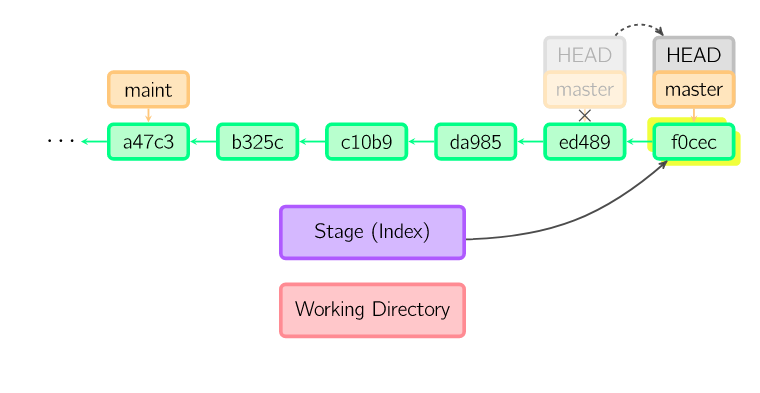 HEAD HEAD
maint master master
... a47c3 b325c c10b9 da985 ed489 f0cec
Stage (Index)
Working Directory